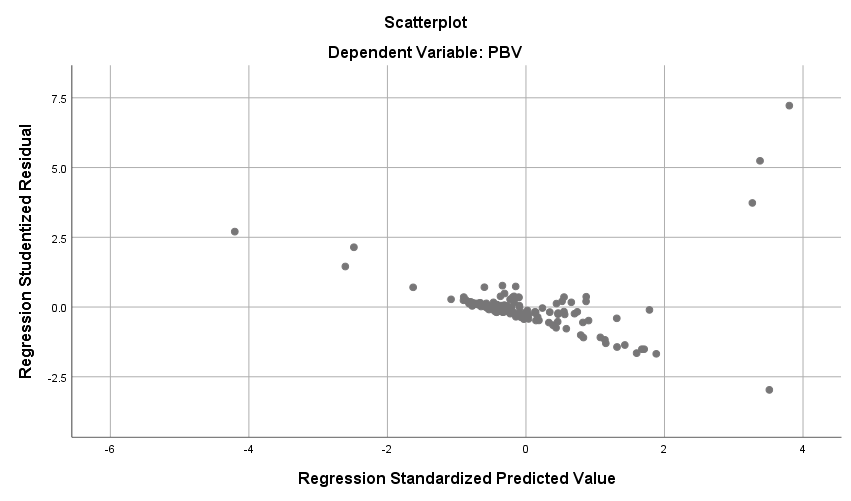 Scatterplot
Dependent Variable: PBV
Regression Studentized Residual
7.5
5.0
2.5
0.0
-2.5
-6
-4
-2
0
2
4
Regression Standardized Predicted Value